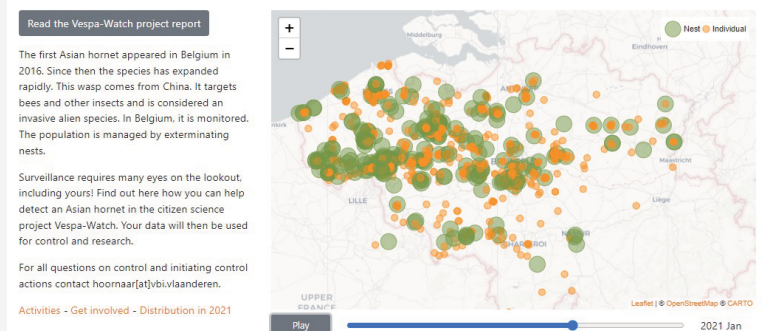 Read the Vespa-Watch project report
The first Asian hornet appeared in Belgium in
2016. Since then the species has expanded
rapidly. This wasp comes from China. It targets
bees and other insects and is considered an
invasive alien species. In Belgium, it is monitored.
The population is managed by exterminating
nests.
Surveillance requires many eyes on the lookout,
including yours! Find out here how you can help
detect an Asian hornet in the citizen science
project Vespa-Watch. Your data will then be used
for control and research.
For all questions on control and initiating control
actions contact hoornaar[at]vbi.vlaanderen.
Activities - Get involved - Distribution in 2021
+
−
Nest Individual
Middelburg
Eindhoven
Maastricht
LILLE
Liège
UPPER
FRANCE
Leaflet | © OpenStreetMap © CARTO
Play
2021 Jan